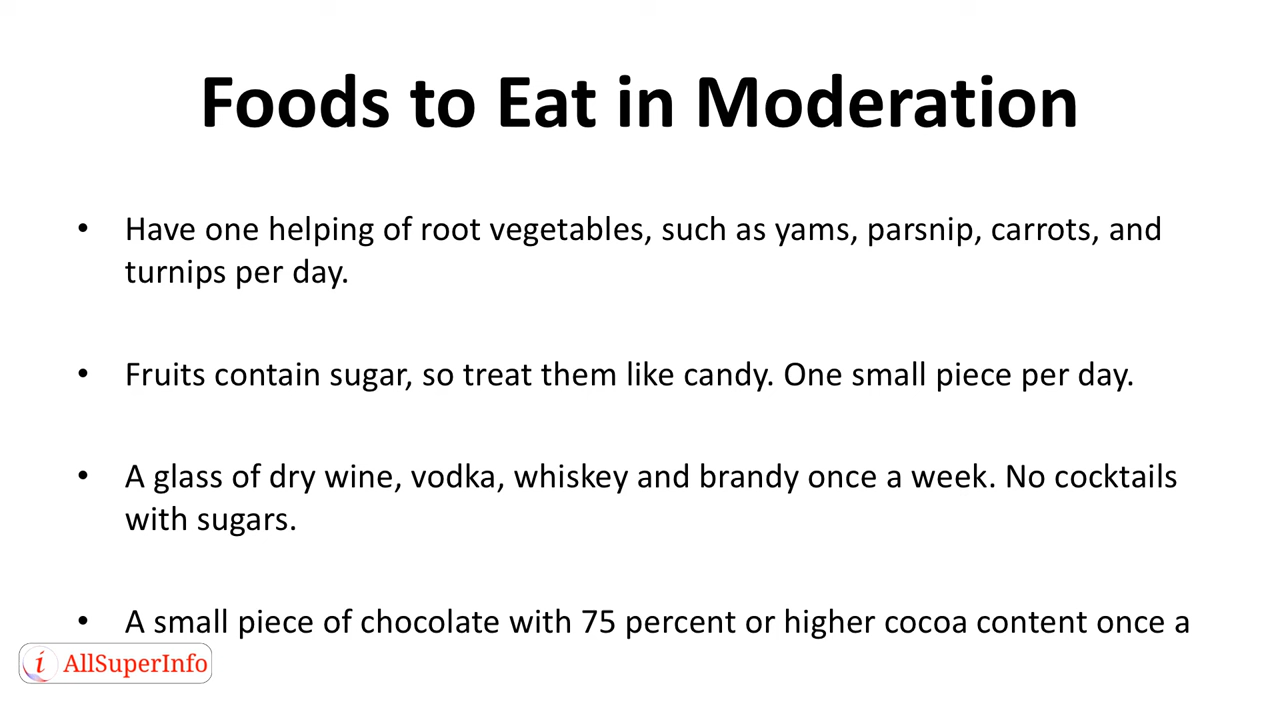 Foods to Eat in Moderation
• Have one helping of root vegetables, such as yams, parsnip, carrots, and
turnips per day.
• Fruits contain sugar, so treat them like candy. One small piece per day.
• A glass of dry wine, vodka, whiskey and brandy once a week. No cocktails
with sugars.
• A small piece of chocolate with 75 percent or higher cocoa content once a
i AllSuperInfo